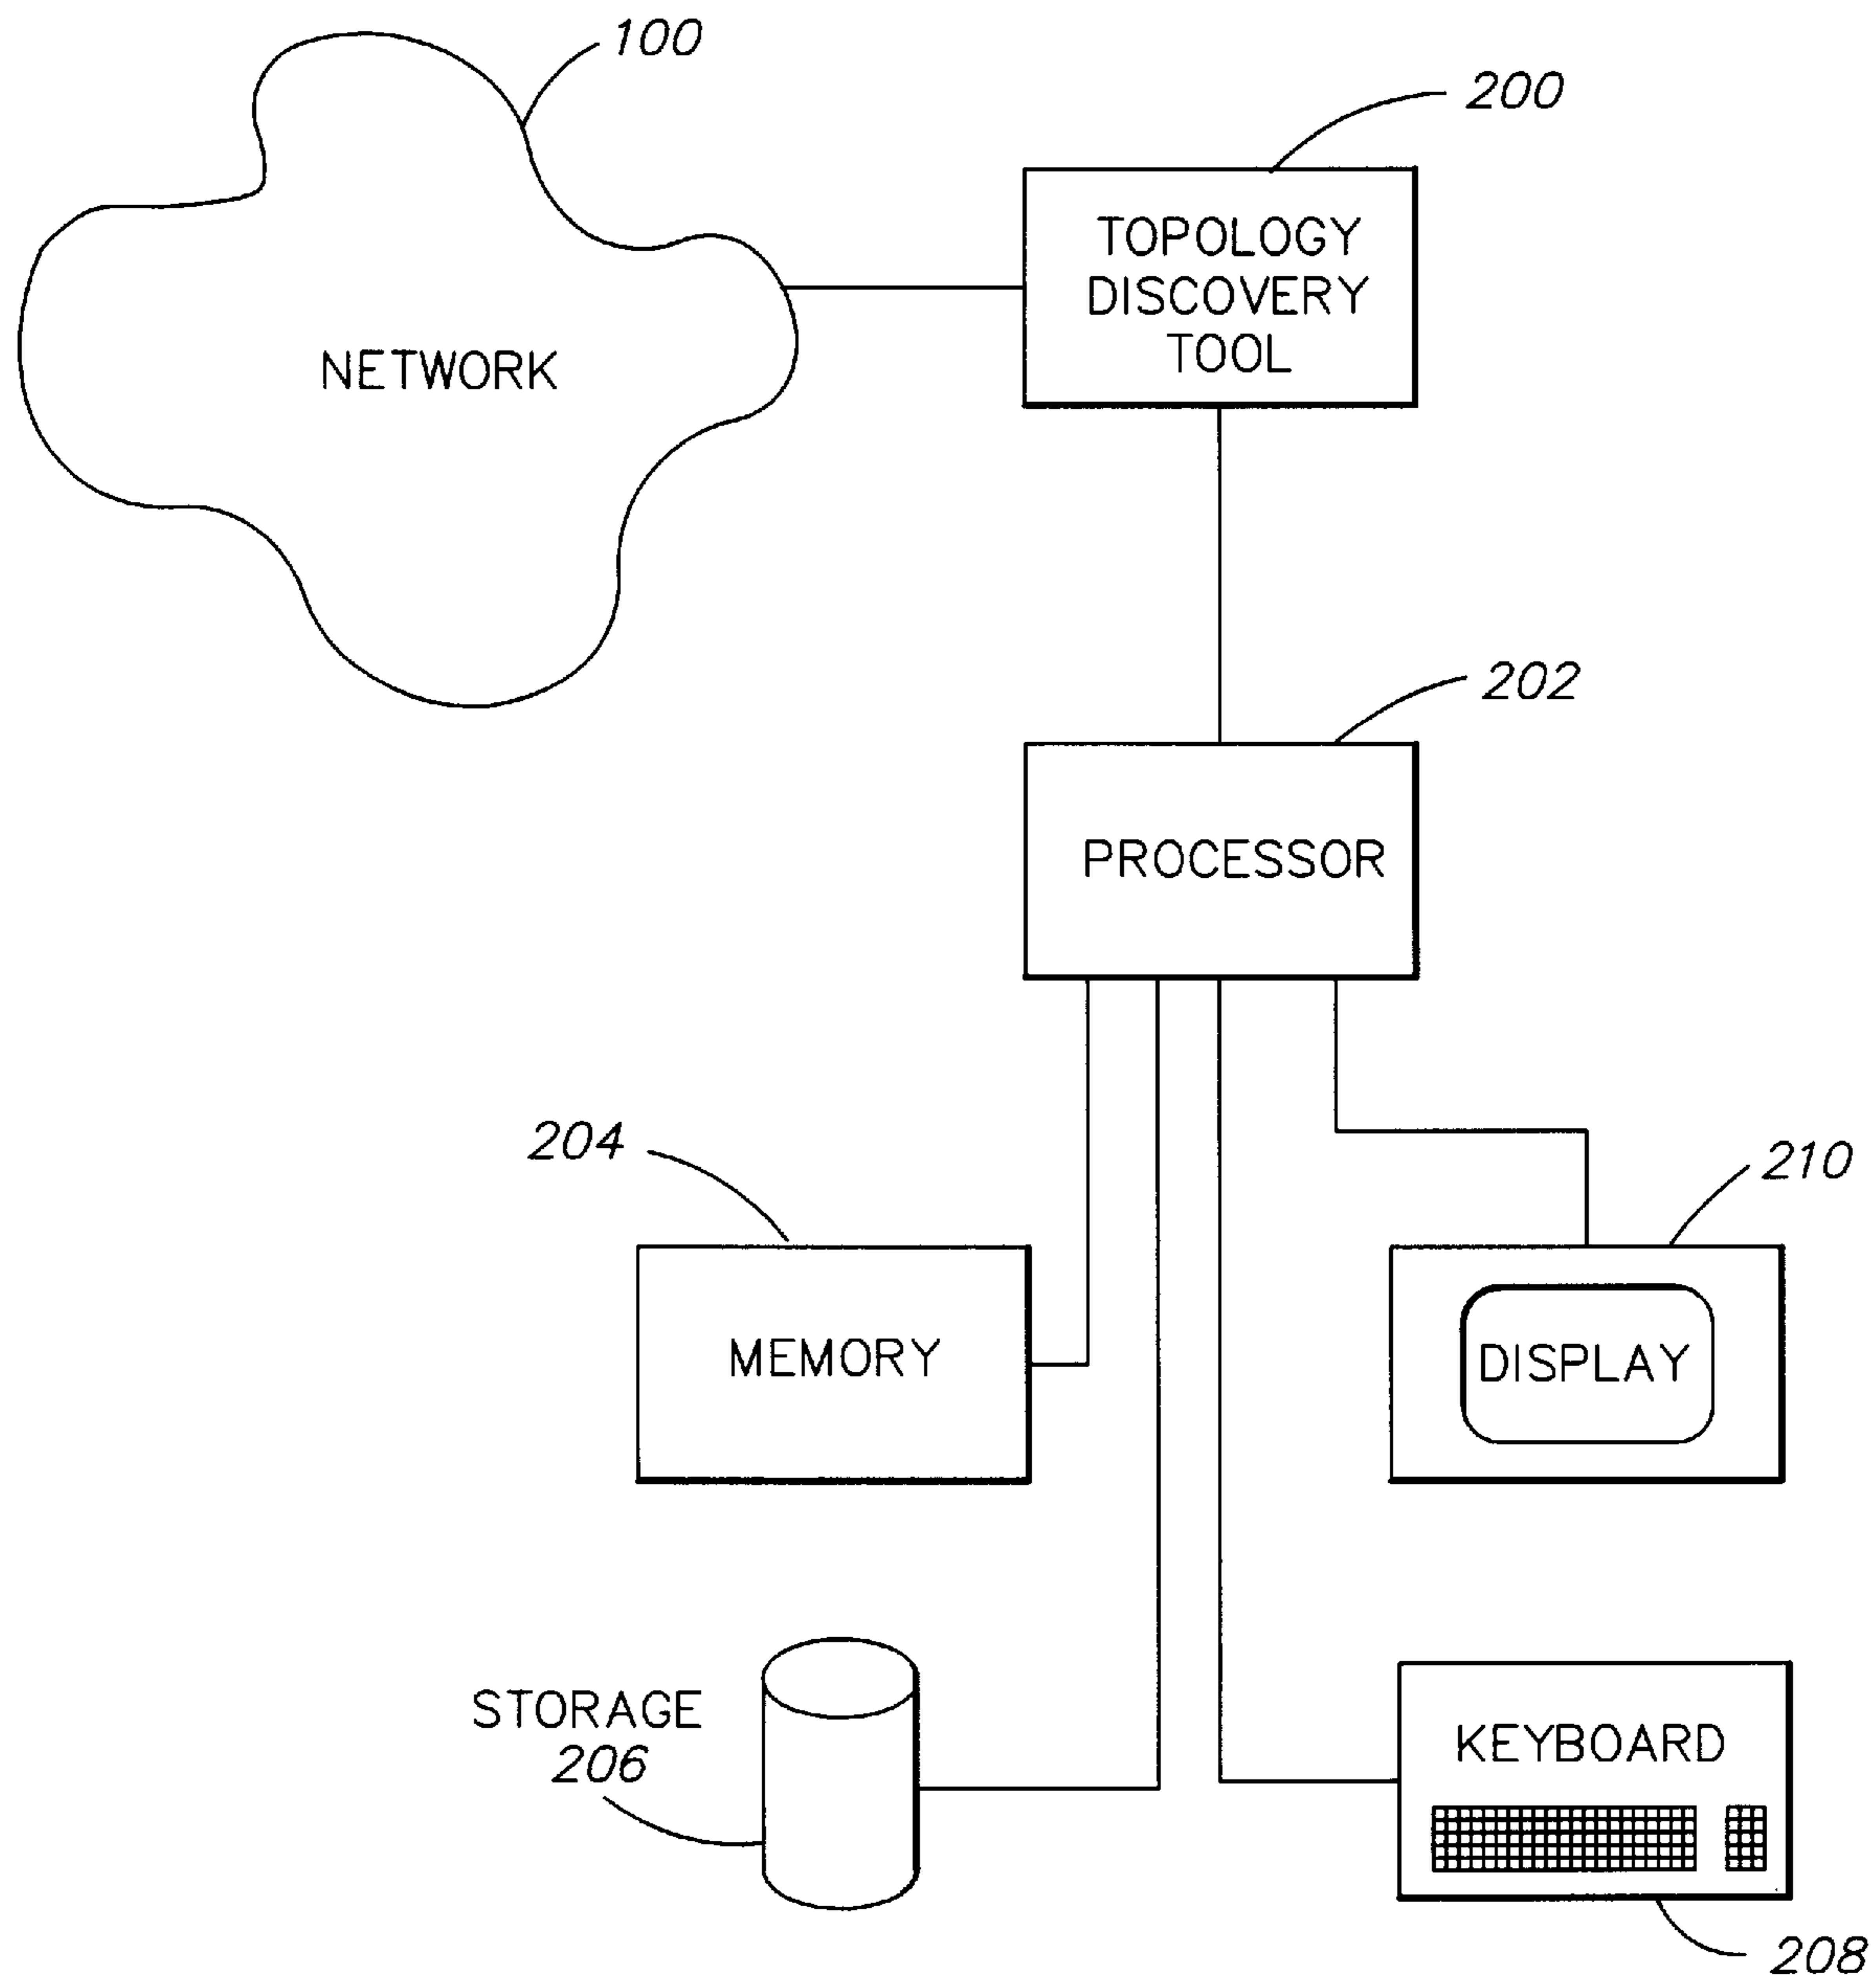 100
200
TOPOLOGY
DISCOVERY
TOOL
NETWORK
202
PROCESSOR
204
210
MEMORY
DISPLAY
STORAGE
206
KEYBOARD
208